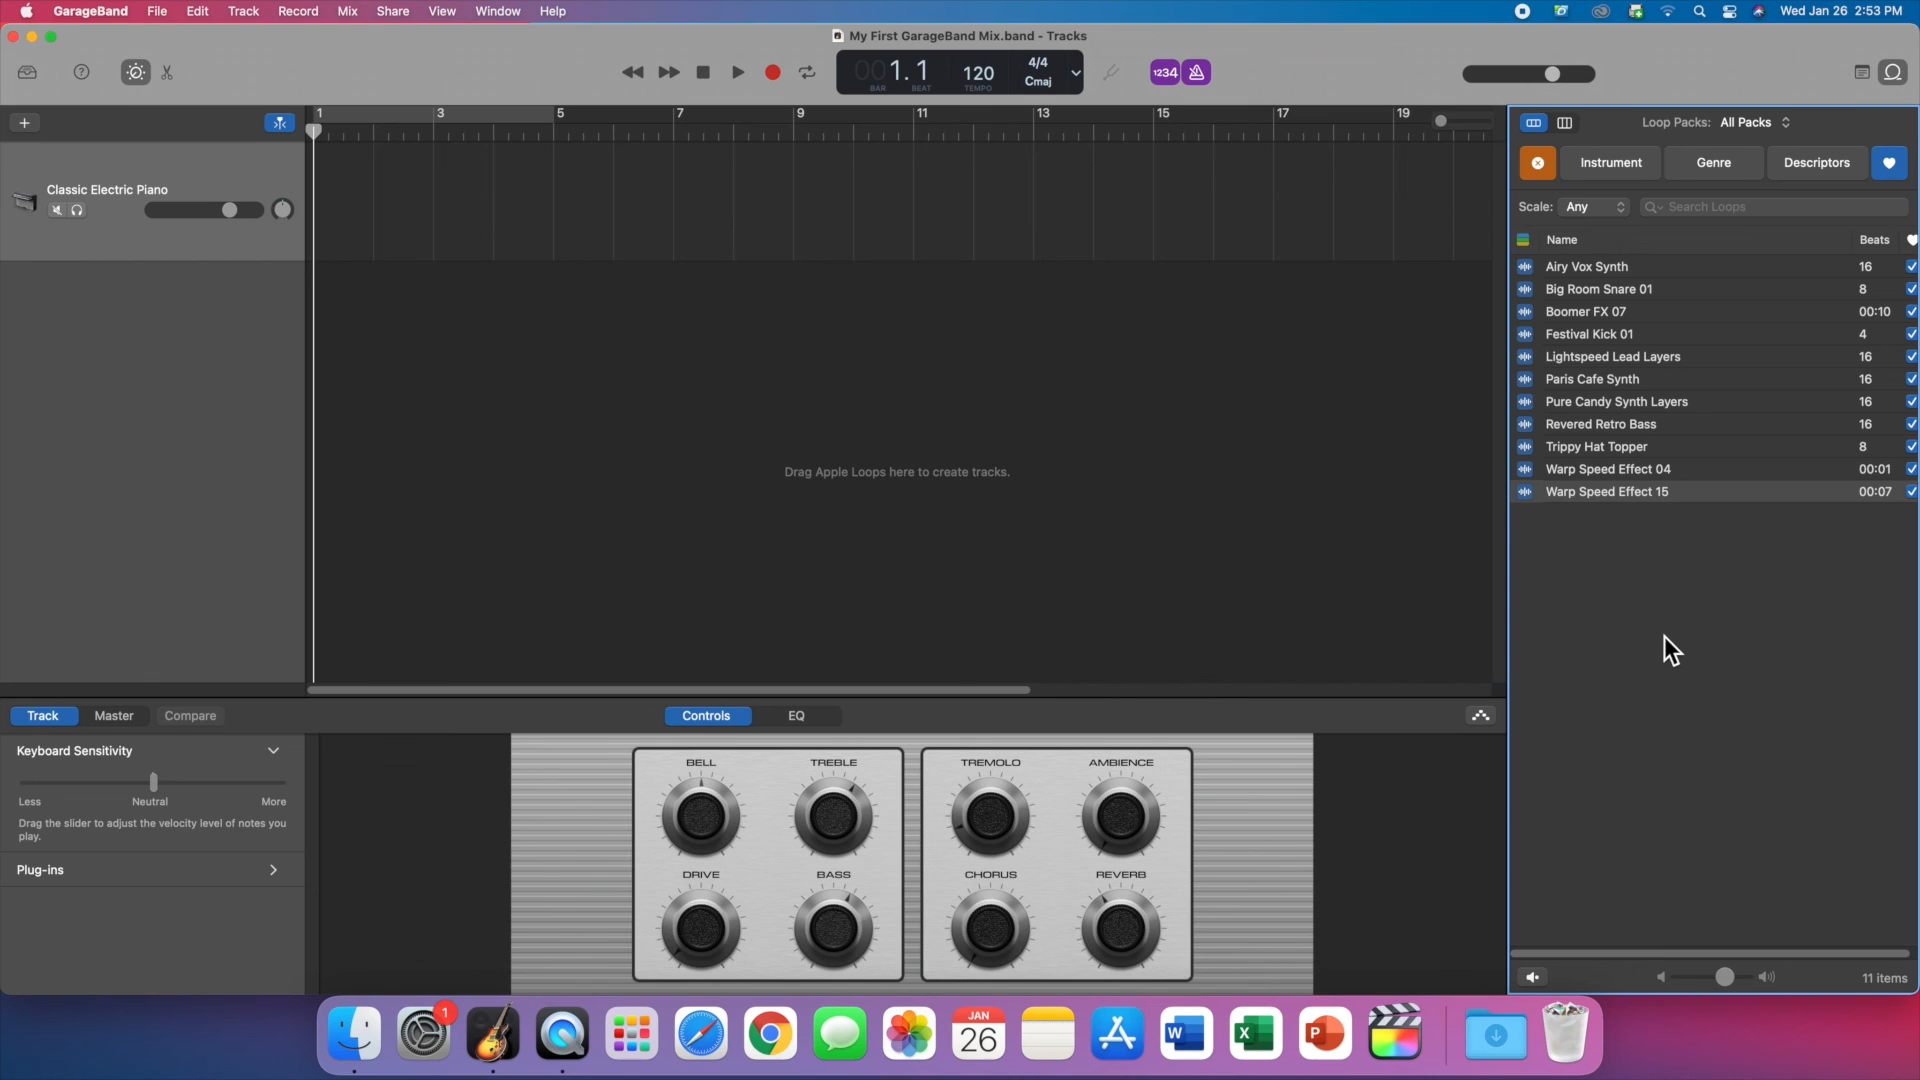 GarageBand File Edit Track Record Mix Share View Window Help Wed Jan 26 2:53 PM
My First GarageBand Mix.band - Tracks
001.1 120 4/4 Cmaj 1234
BAR BEAT TEMPO
1 3 5 7 9 11 13 15 17 19
Loop Packs: All Packs
Instrument Genre Descriptors
Classic Electric Piano
Scale: Any Search Loops
Name Beats
Airy Vox Synth 16
Big Room Snare 01 8
Boomer FX 07 00:10
Festival Kick 01 4
Lightspeed Lead Layers 16
Paris Cafe Synth 16
Pure Candy Synth Layers 16
Revered Retro Bass 16
Trippy Hat Topper 8
Warp Speed Effect 04 00:01
Warp Speed Effect 15 00:07
Drag Apple Loops here to create tracks.
Track Master Compare Controls EQ
Keyboard Sensitivity
Less Neutral More
Drag the slider to adjust the velocity level of notes you
play.
Plug-ins
BELL TREBLE TREMOLO AMBIENCE
DRIVE BASS CHORUS REVERB
11 items
1
JAN
26
W
X
P